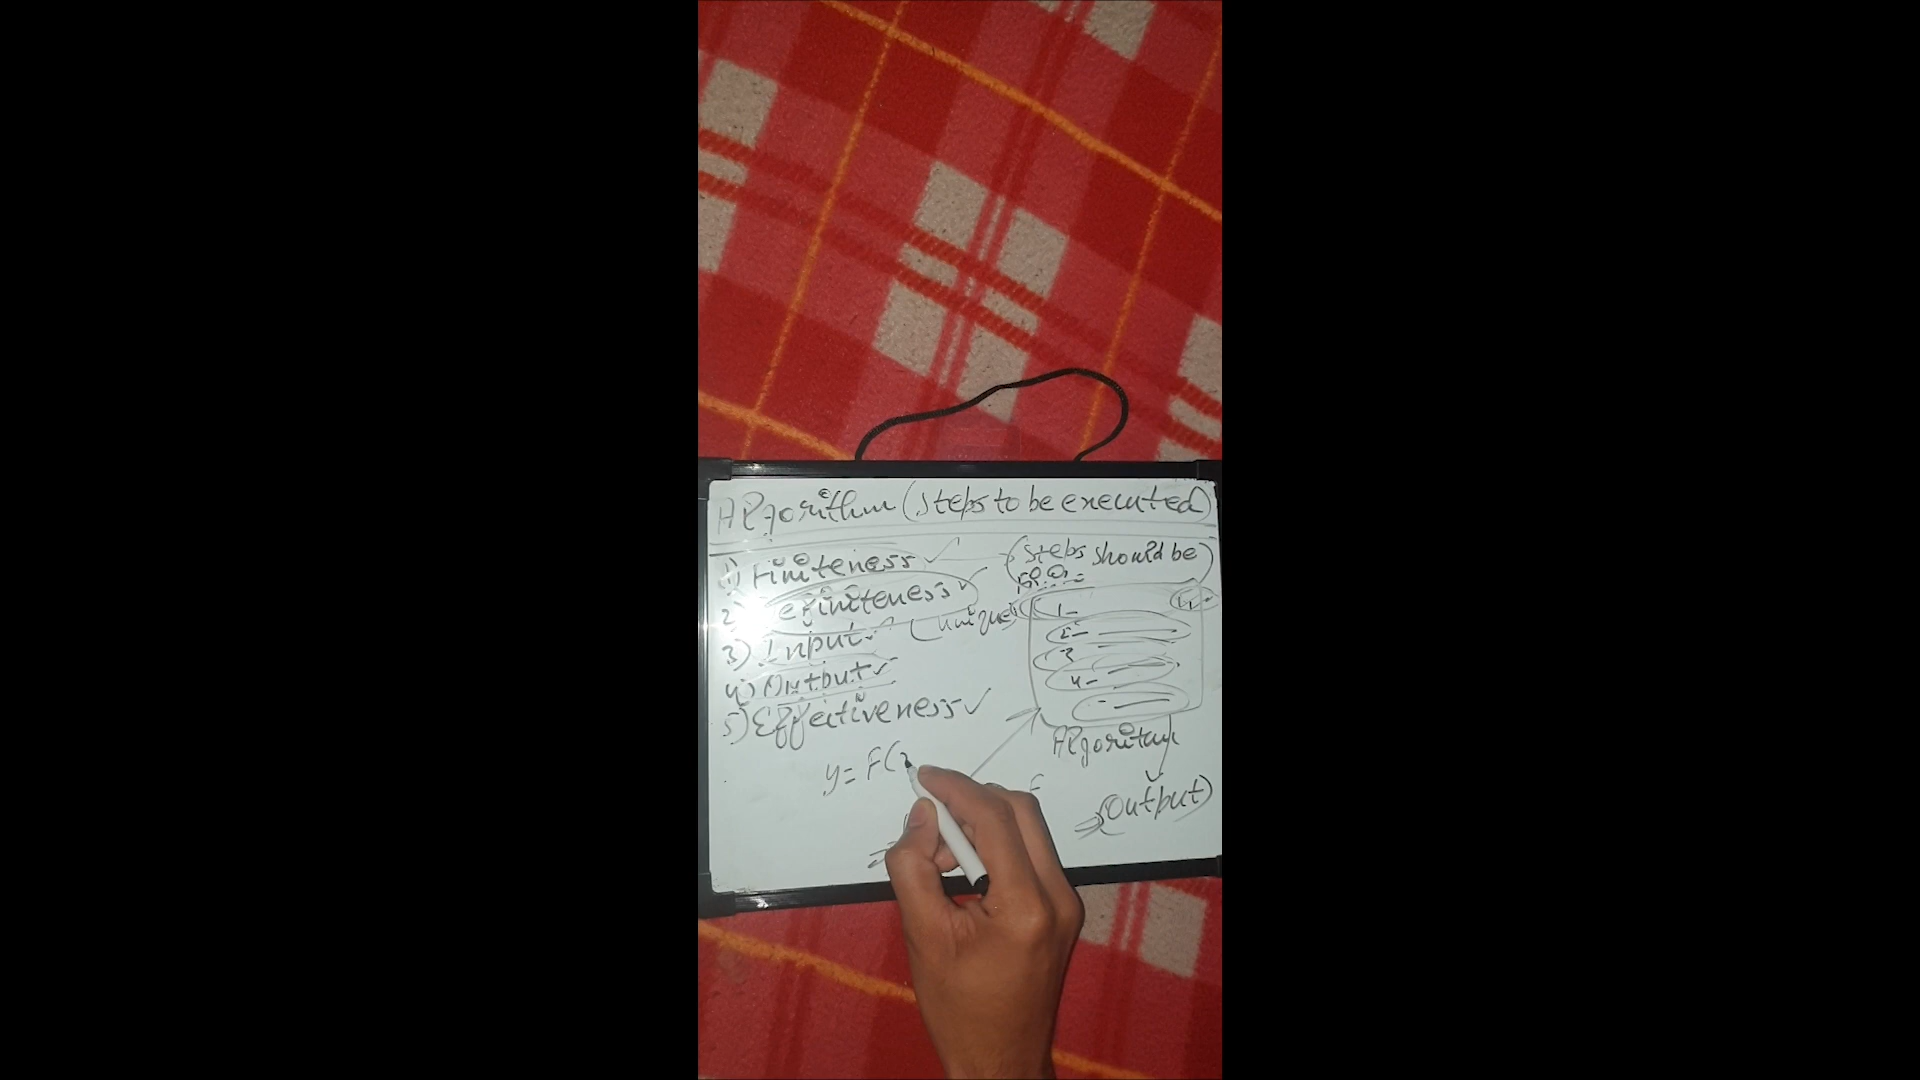 Algorithm (steps to be executed)
1) Finiteness ✓ (steps should be
2) Definiteness ✓
3) Input ✓ (unique)
4) Output ✓
5) Effectiveness ✓
1-
2-
3
4-
-
Algorithm
y = F(
F
(Output)